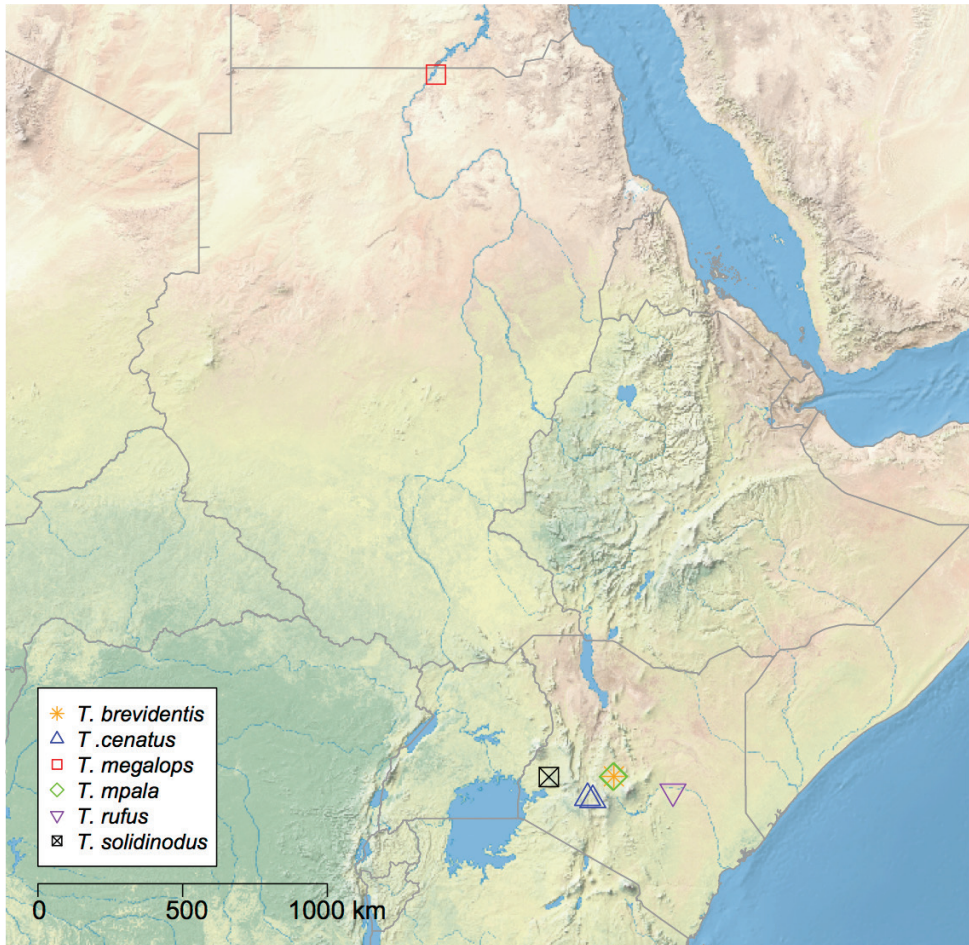 T. brevidentis
T .cenatus
T. megalops
T. mpala
T. rufus
T. solidinodus
0 500 1000 km